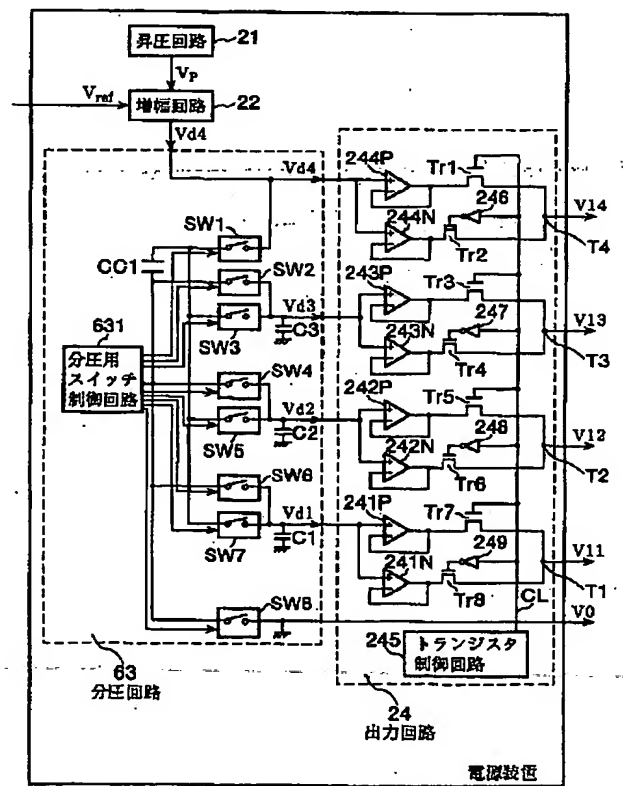 昇圧回路 21
VP
Vref
増幅回路 22
Vd4
Vd4
244P
Tr1
246
V14
244N
Tr2
T4
SW1
CC1
SW2
243P
Tr3
Vd3
SW3
C3
247
V13
243N
Tr4
T3
631
分圧用
スイッチ
制御回路
SW4
242P
Tr5
Vd2
SW5
C2
248
V12
242N
Tr6
T2
SW6
241P
Tr7
Vd1
SW7
C1
249
V11
241N
Tr8
T1
CL
V0
SW8
245
トランジスタ
制御回路
63
分圧回路
24
出力回路
電源装置